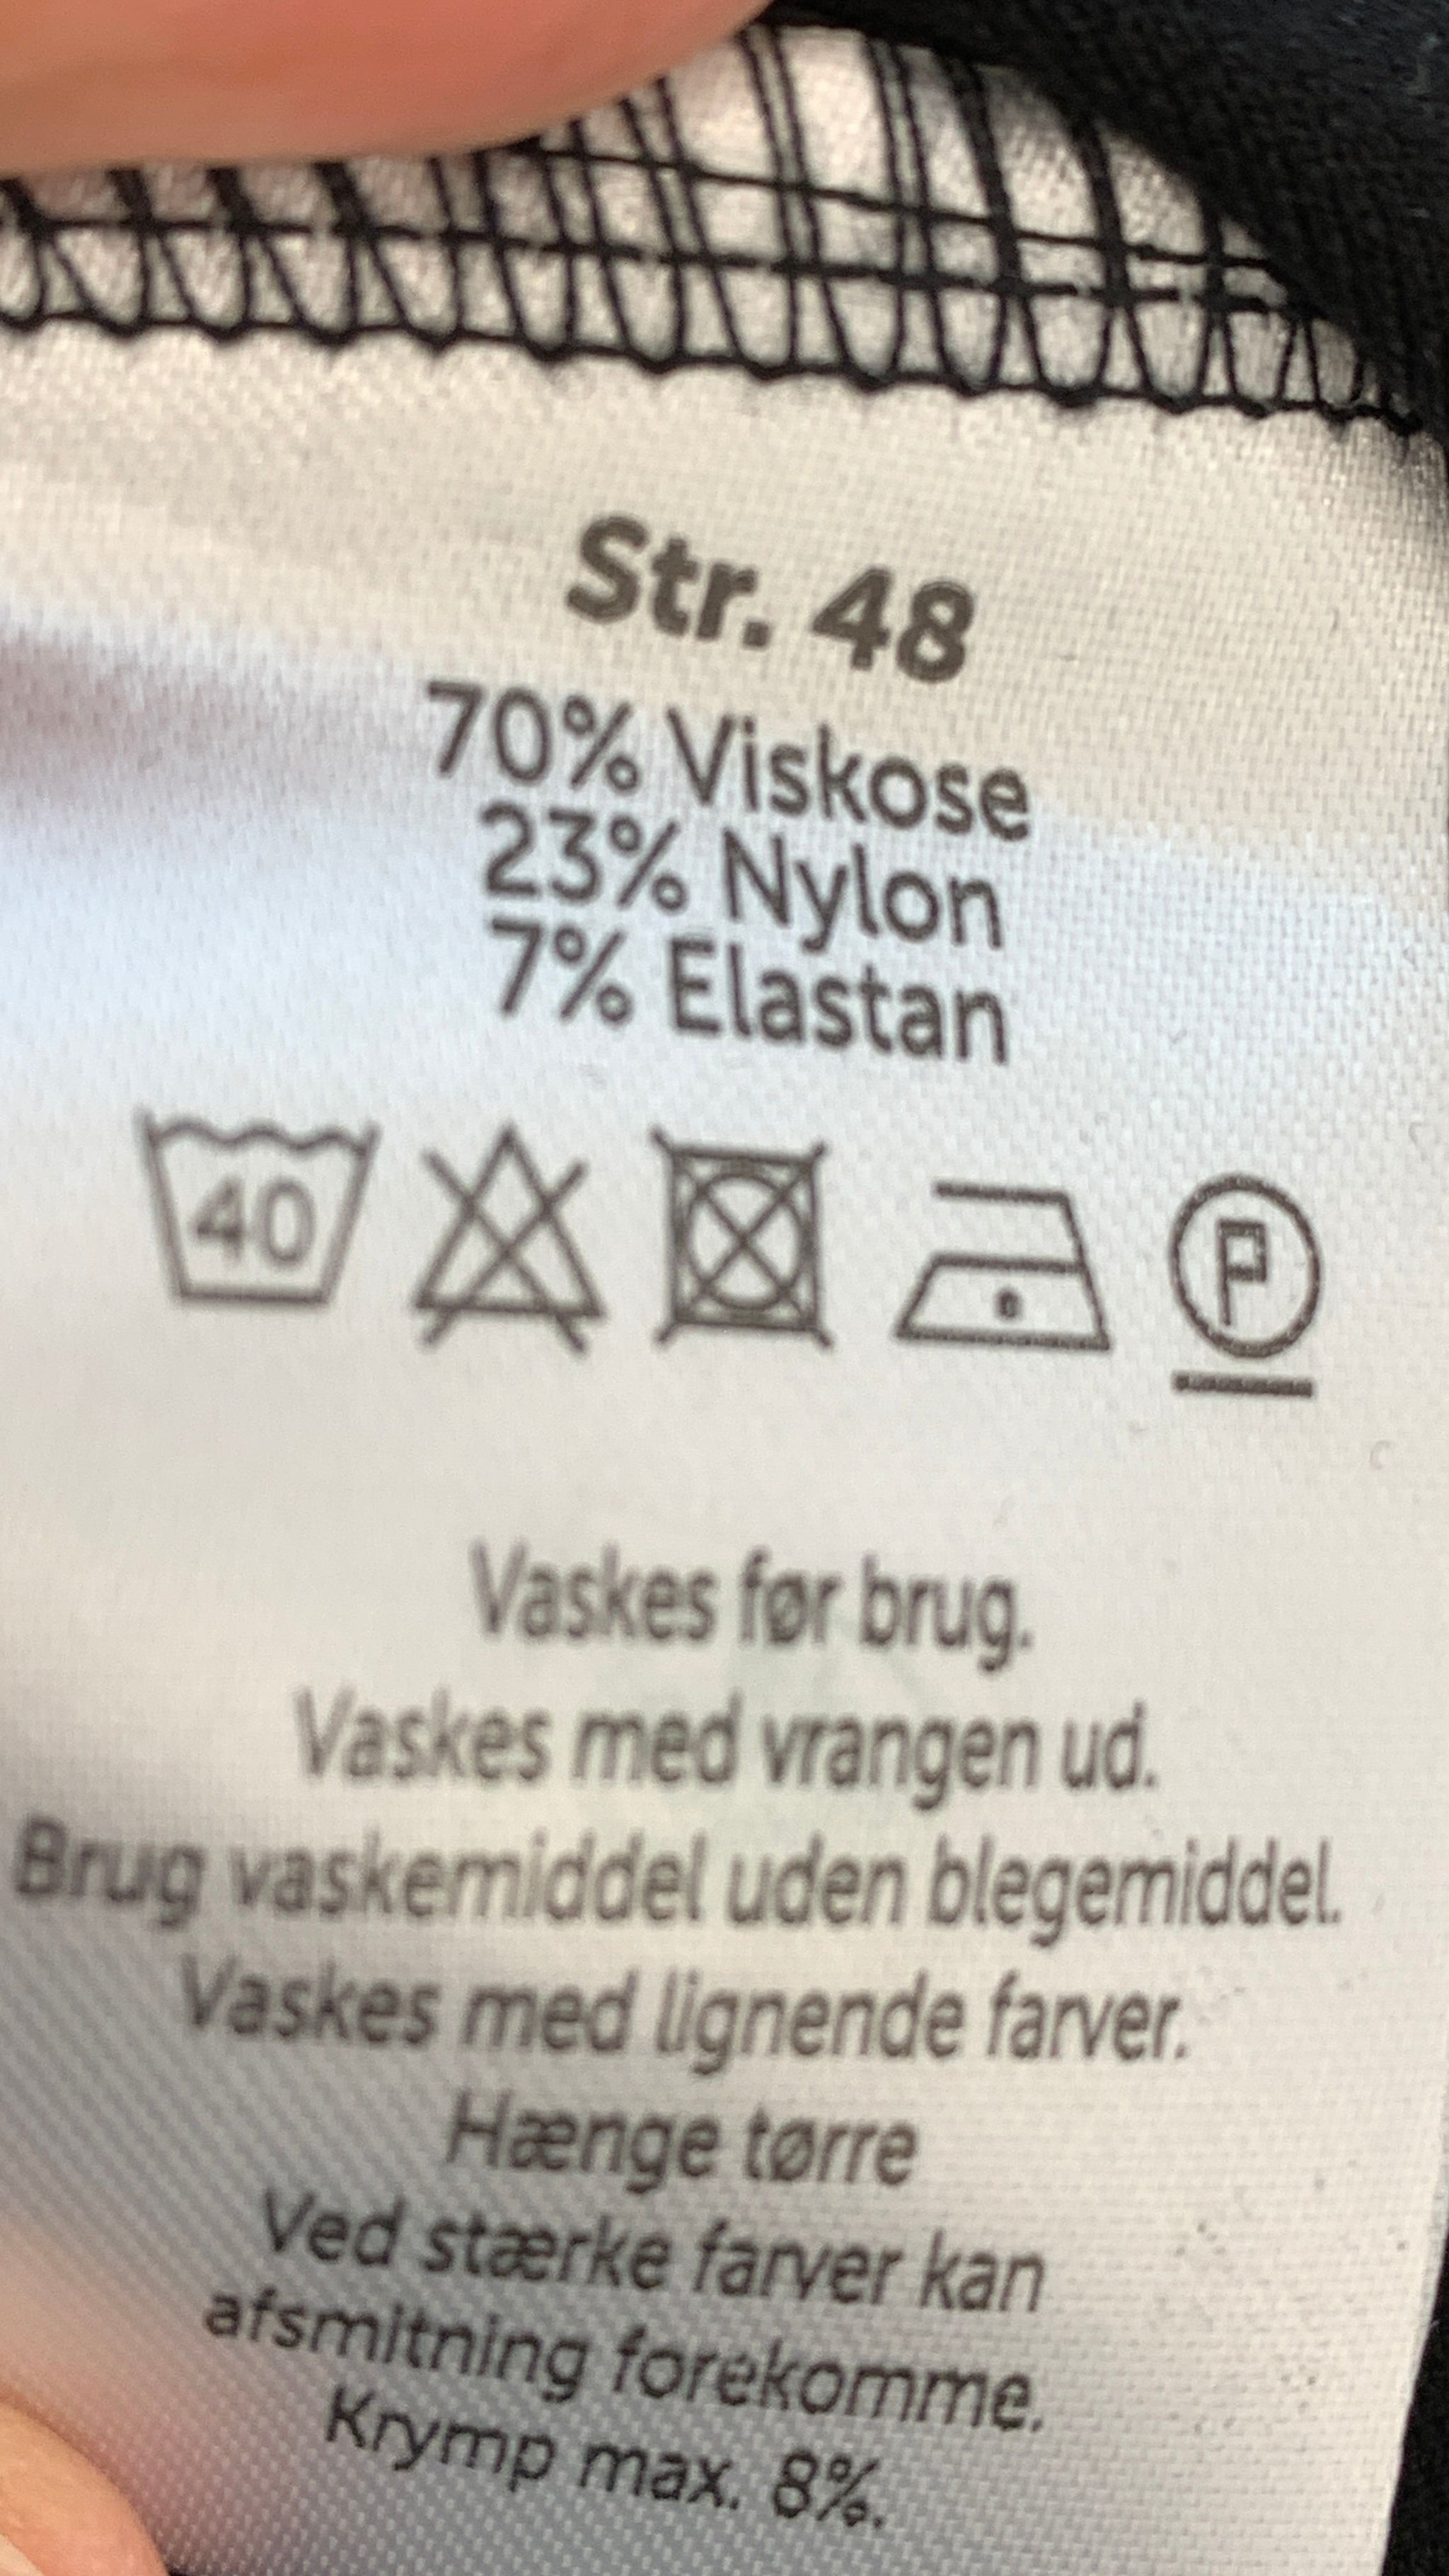 Str. 48
70% Viskose
23% Nylon
7% Elastan
40 P
Vaskes før brug.
Vaskes med vrangen ud.
Brug vaskemiddel uden blegemiddel.
Vaskes med lignende farver.
Hænge tørre
Ved stærke farver kan
afsmitning forekomme.
Krymp max. 8%.